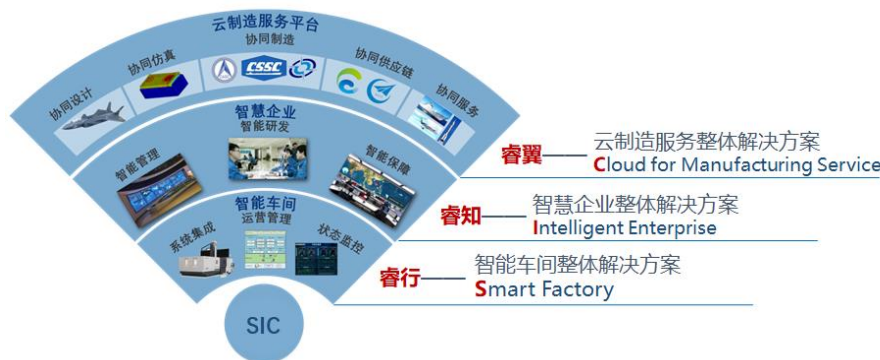 云制造服务平台
协同制造
协同设计
协同仿真
CSSC
协同供应链
协同服务
智慧企业
智能研发
智能管理
智能保障
智能车间
运营管理
系统集成
状态监控
SIC
睿翼——云制造服务整体解决方案
Cloud for Manufacturing Service
睿知——智慧企业整体解决方案
Intelligent Enterprise
睿行——智能车间整体解决方案
Smart Factory